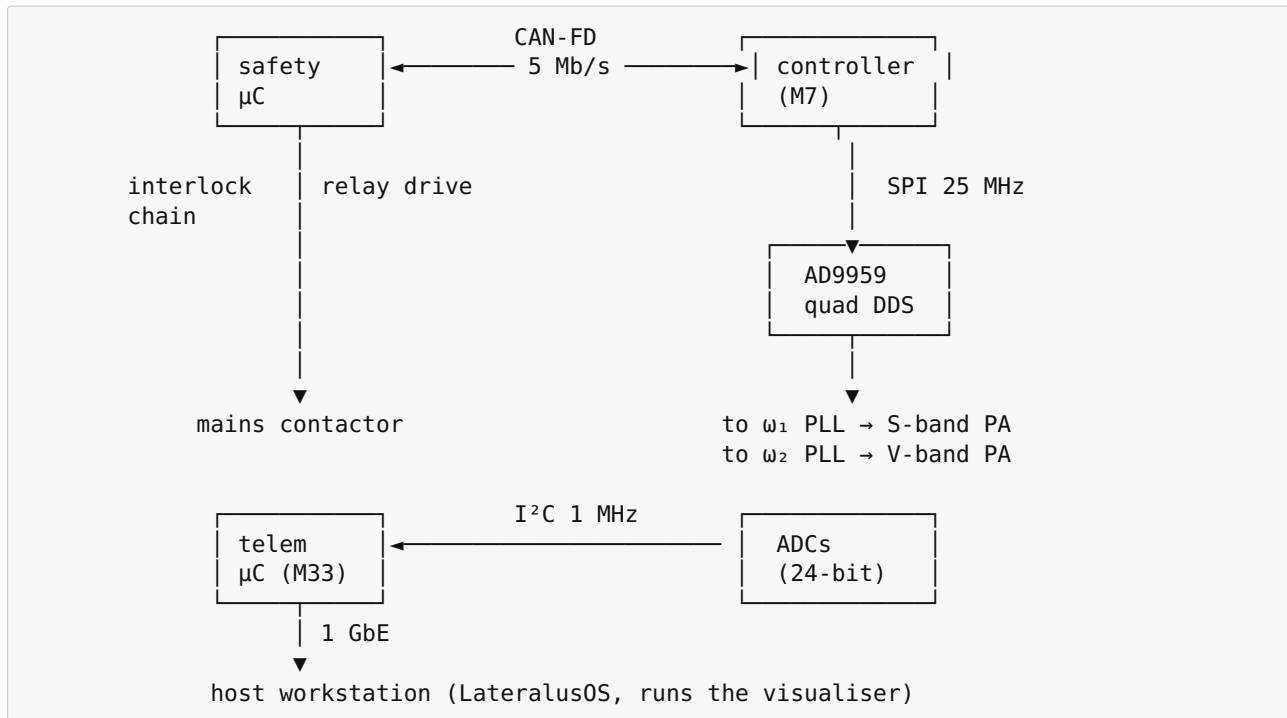 CAN-FD
safety 5 Mb/s controller
µC (M7)
interlock relay drive SPI 25 MHz
chain
AD9959
quad DDS
mains contactor to ω₁ PLL → S-band PA
to ω₂ PLL → V-band PA
I²C 1 MHz
telem ADCs
µC (M33) (24-bit)
1 GbE
host workstation (LateralusOS, runs the visualiser)